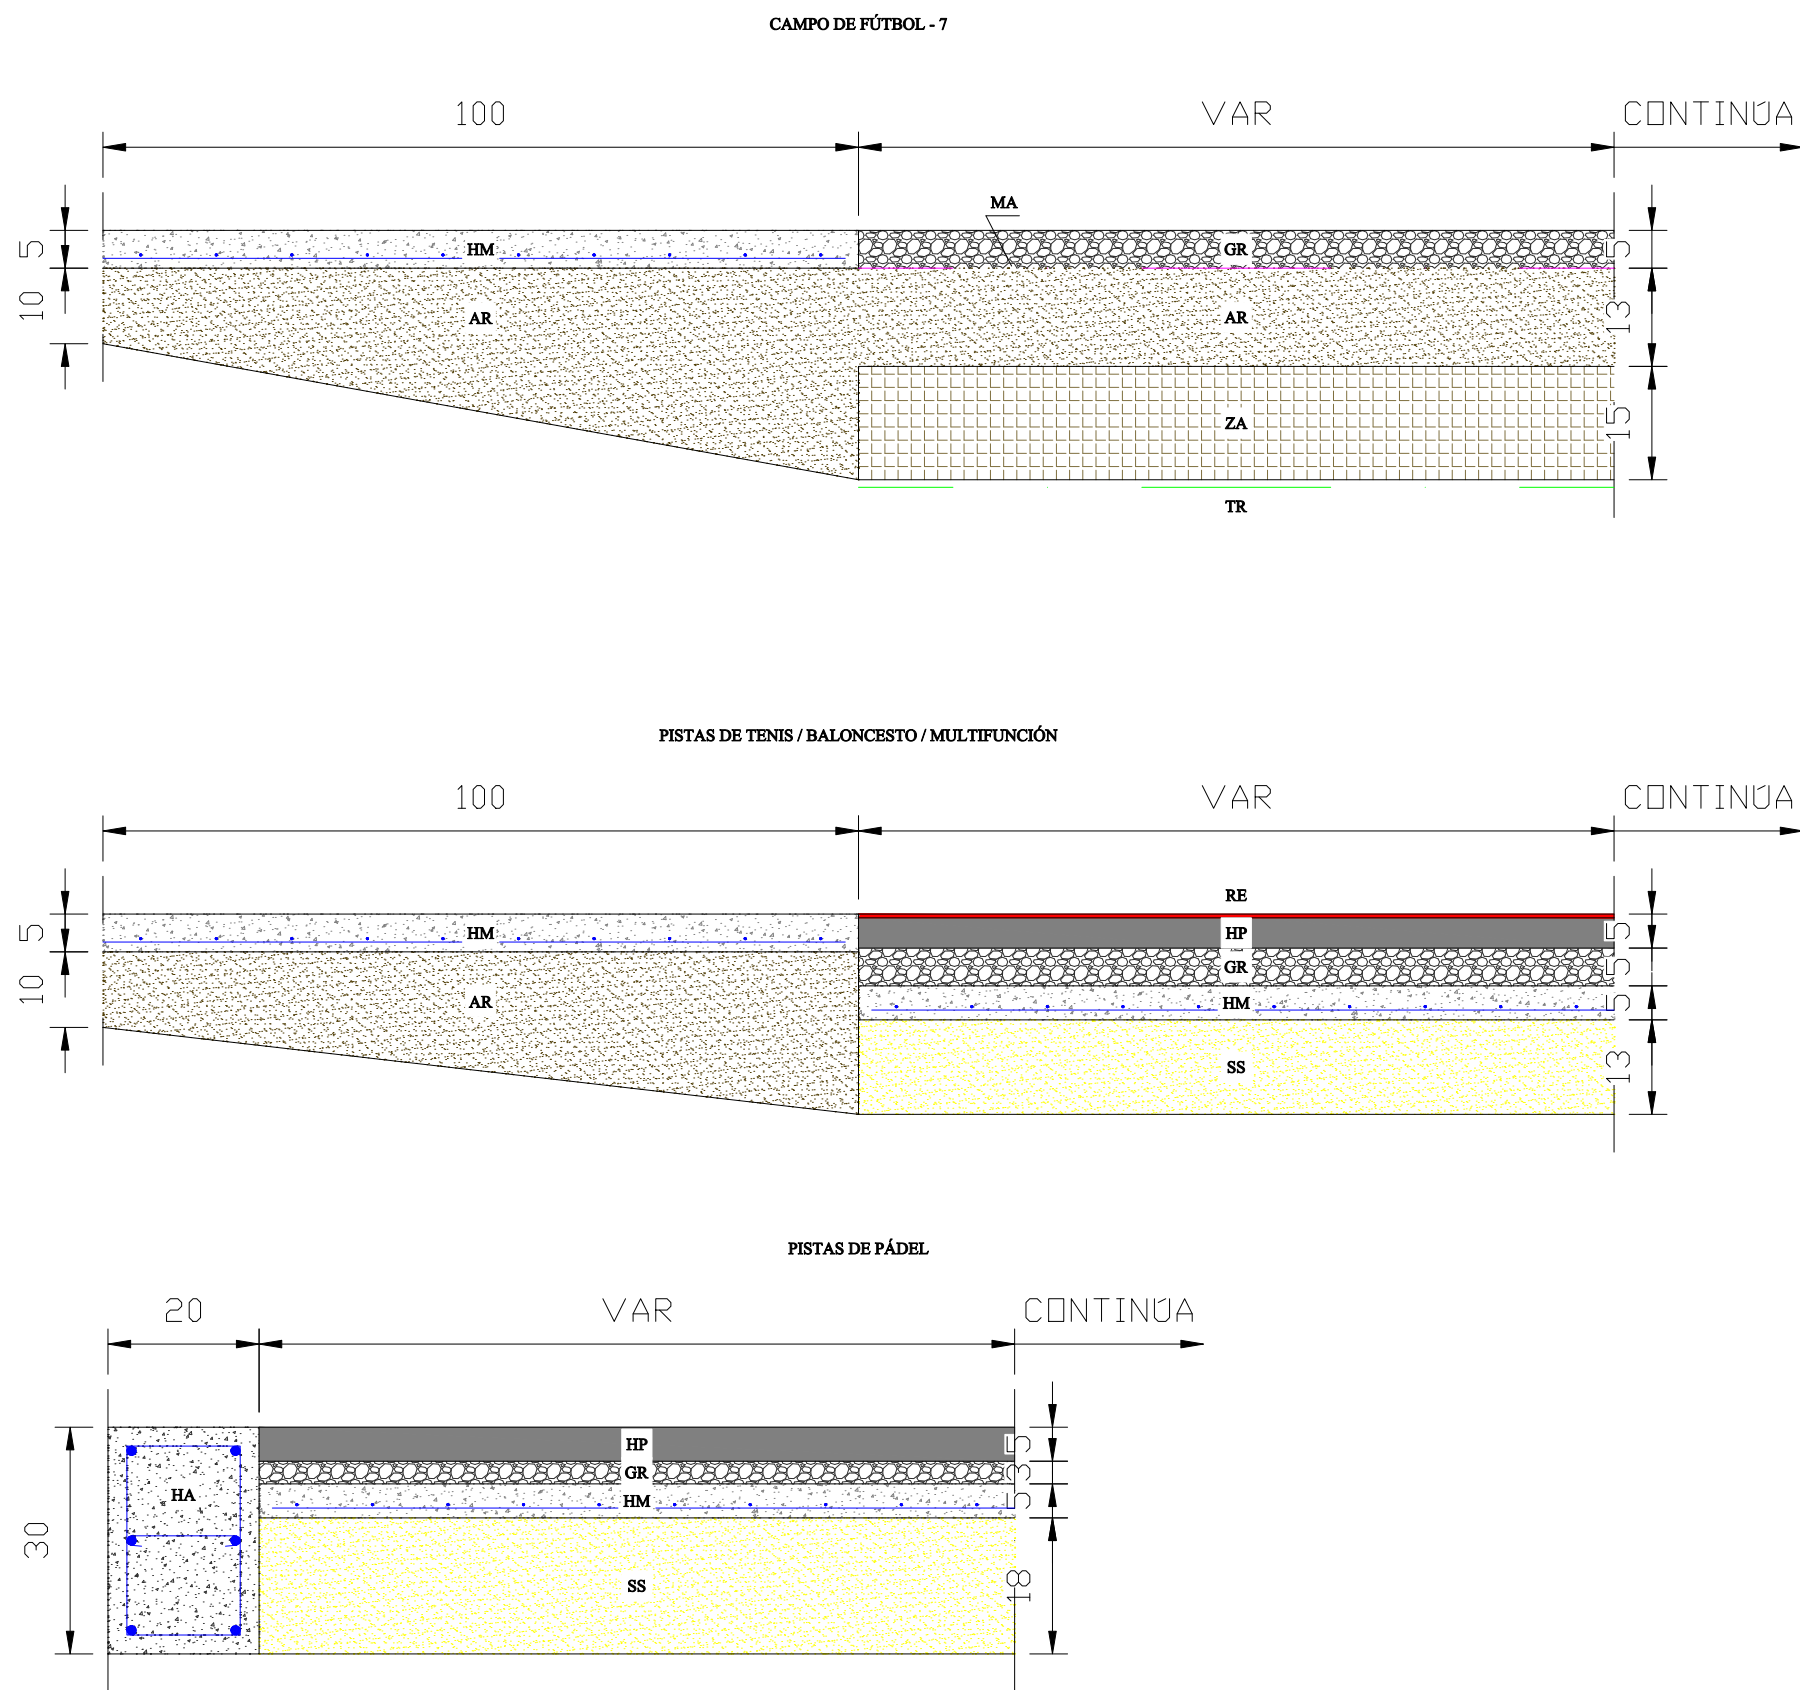 CAMPO DE FÚTBOL - 7
100 VAR CONTINÚA
MA
5 HM GR 5
10 AR AR 13
ZA 15
TR
PISTAS DE TENIS / BALONCESTO / MULTIFUNCIÓN
100 VAR CONTINÚA
RE
5 HM HP 5
GR 5
10 AR HM 5
SS 13
PISTAS DE PÁDEL
20 VAR CONTINÚA
HP 5
GR 3
HA HM 5
30
SS 18